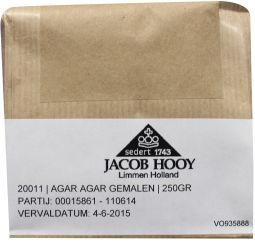 sedert 1743
JACOB HOOY
Limmen Holland
20011 | AGAR AGAR GEMALEN | 250GR
PARTIJ: 00015861 - 110614
VERVALDATUM: 4-6-2015
VO935888